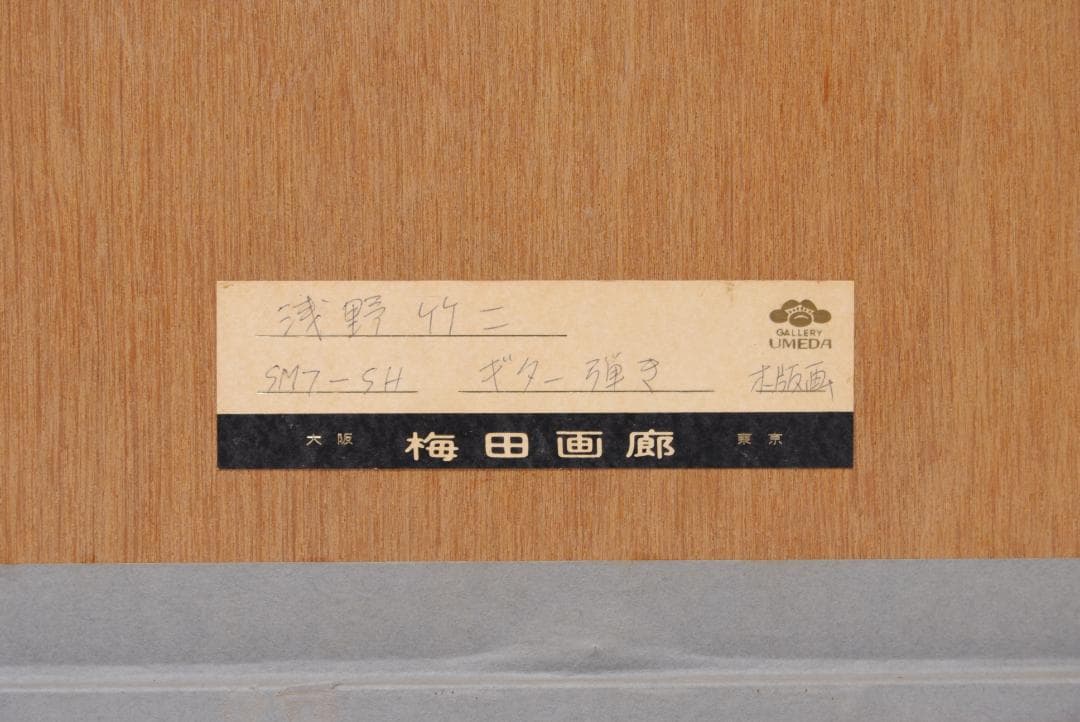 浅野 竹二
GALLERY
UMEDA
SM7-SH ギター弾き 木版画
大阪 梅田画廊 東京